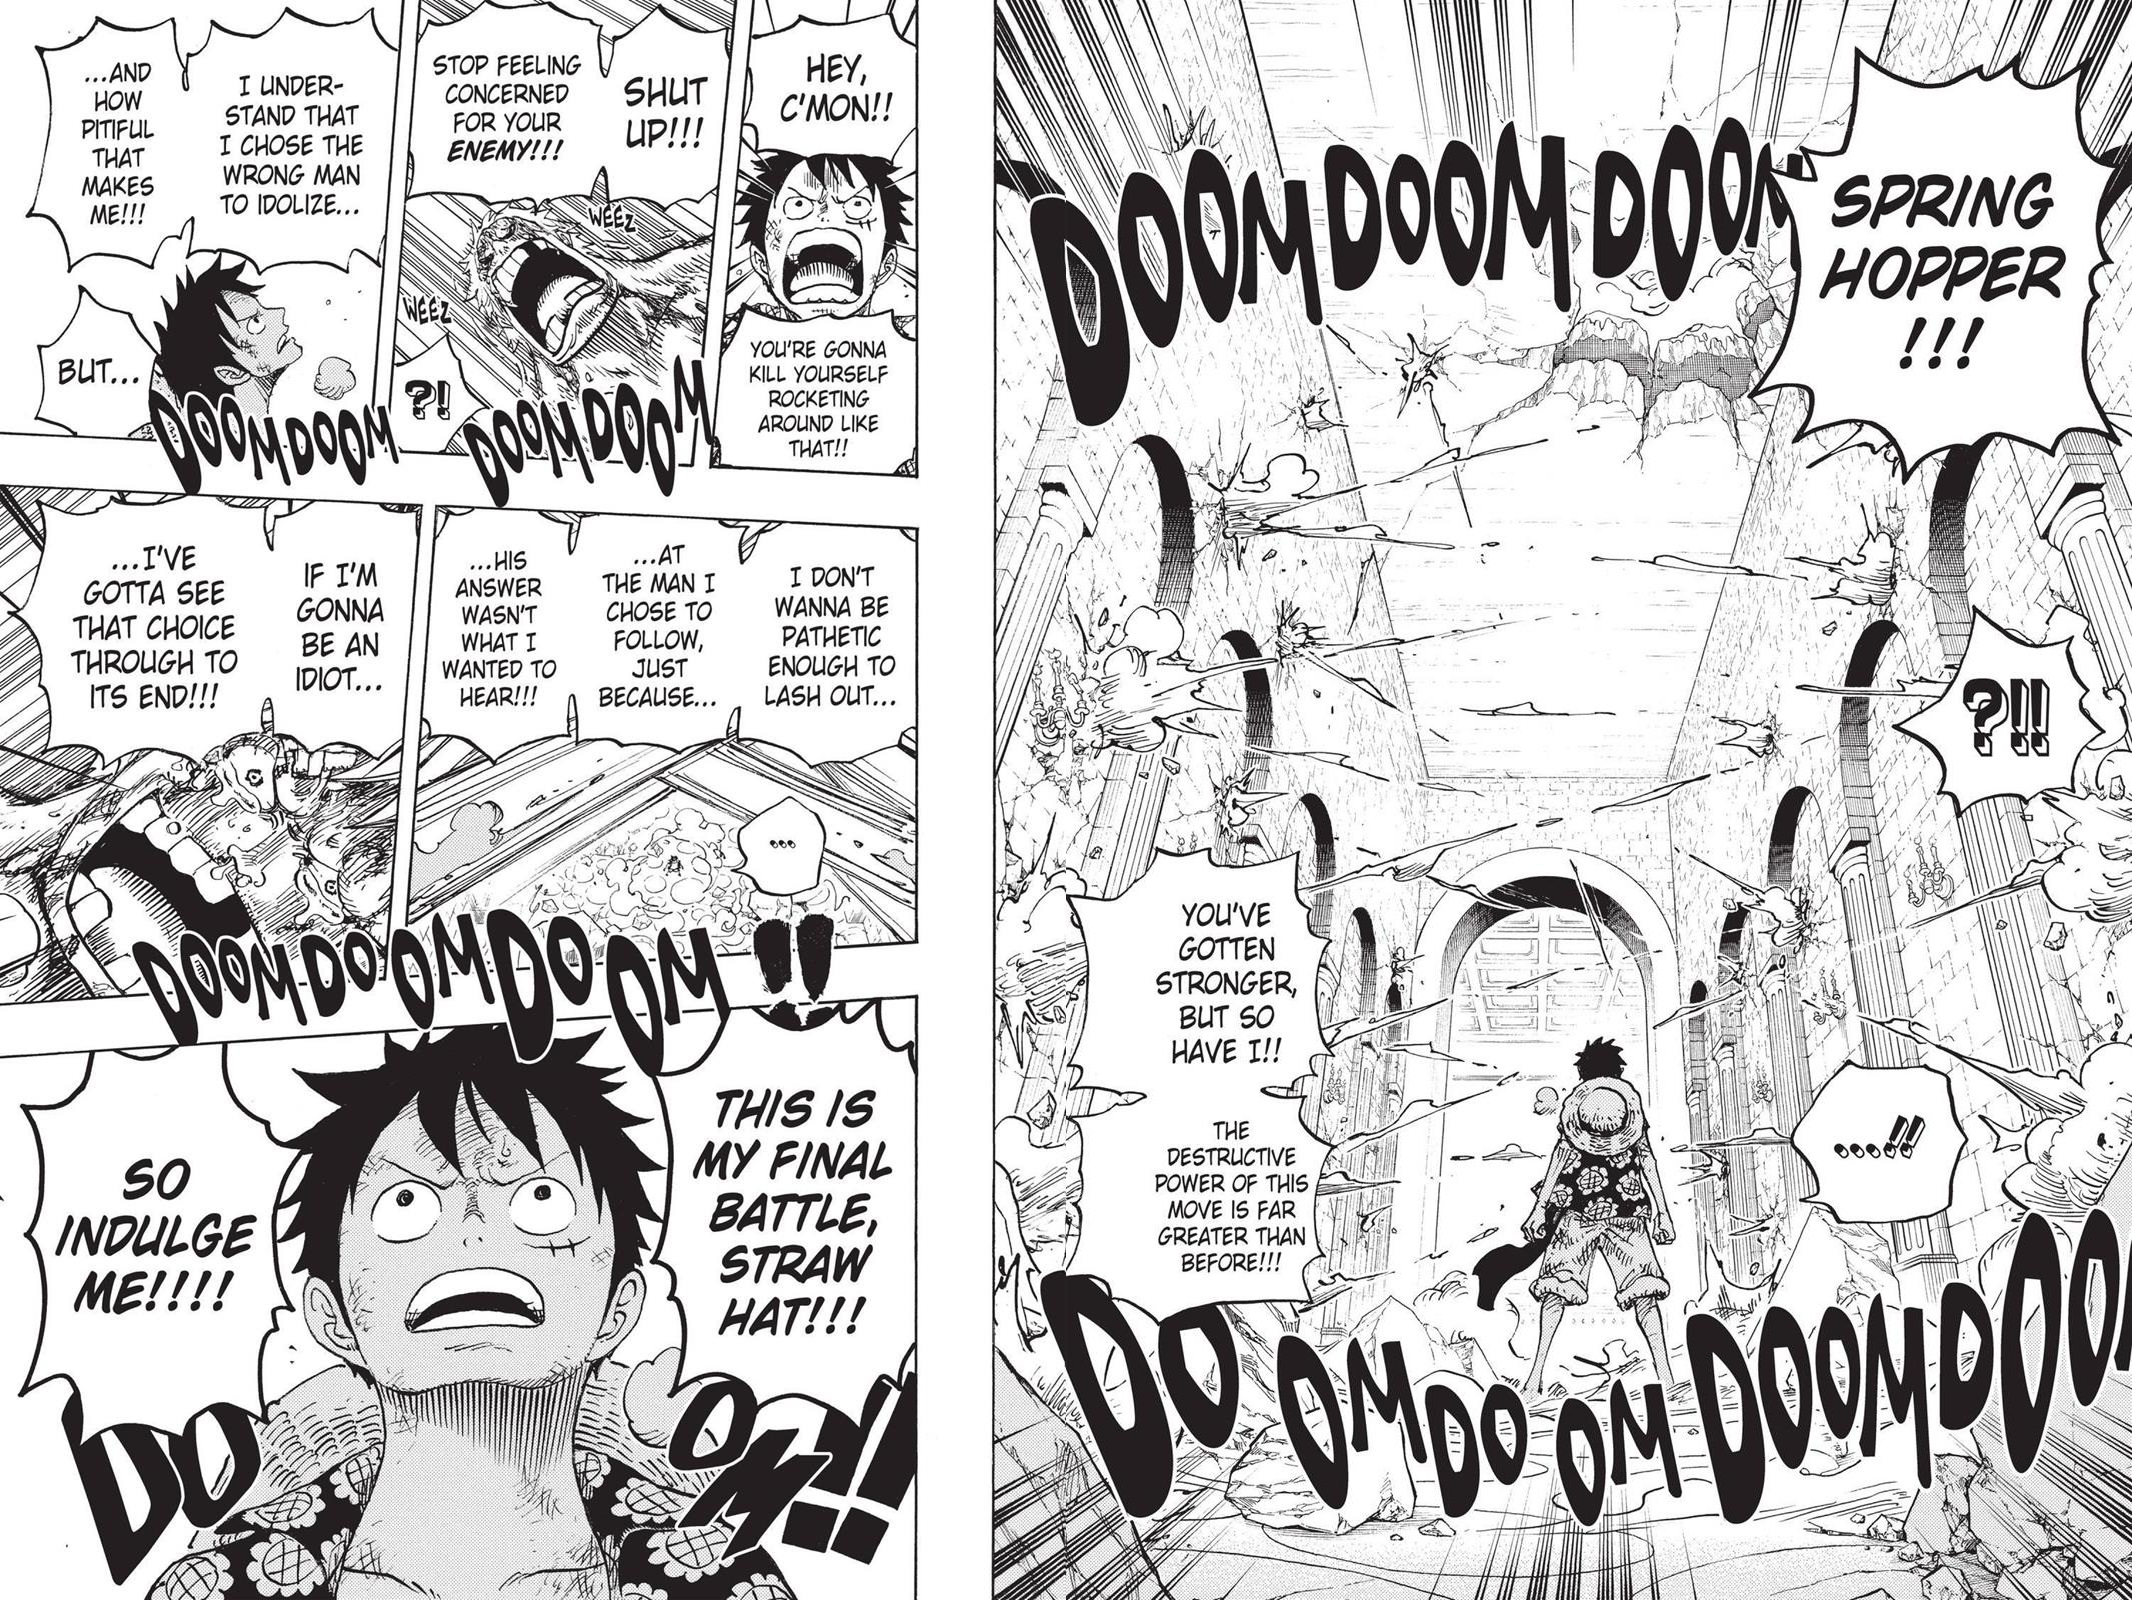 SPRING
HOPPER
!!!
DOOM DOOM DOOM
?!!
YOU'VE
GOTTEN
STRONGER,
BUT SO
HAVE I!!
THE
DESTRUCTIVE
POWER OF THIS
MOVE IS FAR
GREATER THAN
BEFORE!!!
...!!
DOOM DOOM DOOM DOO
HEY,
C'MON!!
YOU'RE GONNA
KILL YOURSELF
ROCKETING
AROUND LIKE
THAT!!
SHUT
UP!!!
STOP FEELING
CONCERNED
FOR YOUR
ENEMY!!!
WEEZ
WEEZ
?!
DOOM DOOM
I UNDER-
STAND THAT
I CHOSE THE
WRONG MAN
TO IDOLIZE...
...AND
HOW
PITIFUL
THAT
MAKES
ME!!!
BUT...
DOOM DOOM
I DON'T
WANNA BE
PATHETIC
ENOUGH TO
LASH OUT...
...AT
THE MAN I
CHOSE TO
FOLLOW,
JUST
BECAUSE...
...HIS
ANSWER
WASN'T
WHAT I
WANTED TO
HEAR!!!
...
IF I'M
GONNA
BE AN
IDIOT...
...I'VE
GOTTA SEE
THAT CHOICE
THROUGH TO
ITS END!!!
DOOM DOOM DOOM!!
THIS IS
MY FINAL
BATTLE,
STRAW
HAT!!!
SO
INDULGE
ME!!!!
DOOM!!